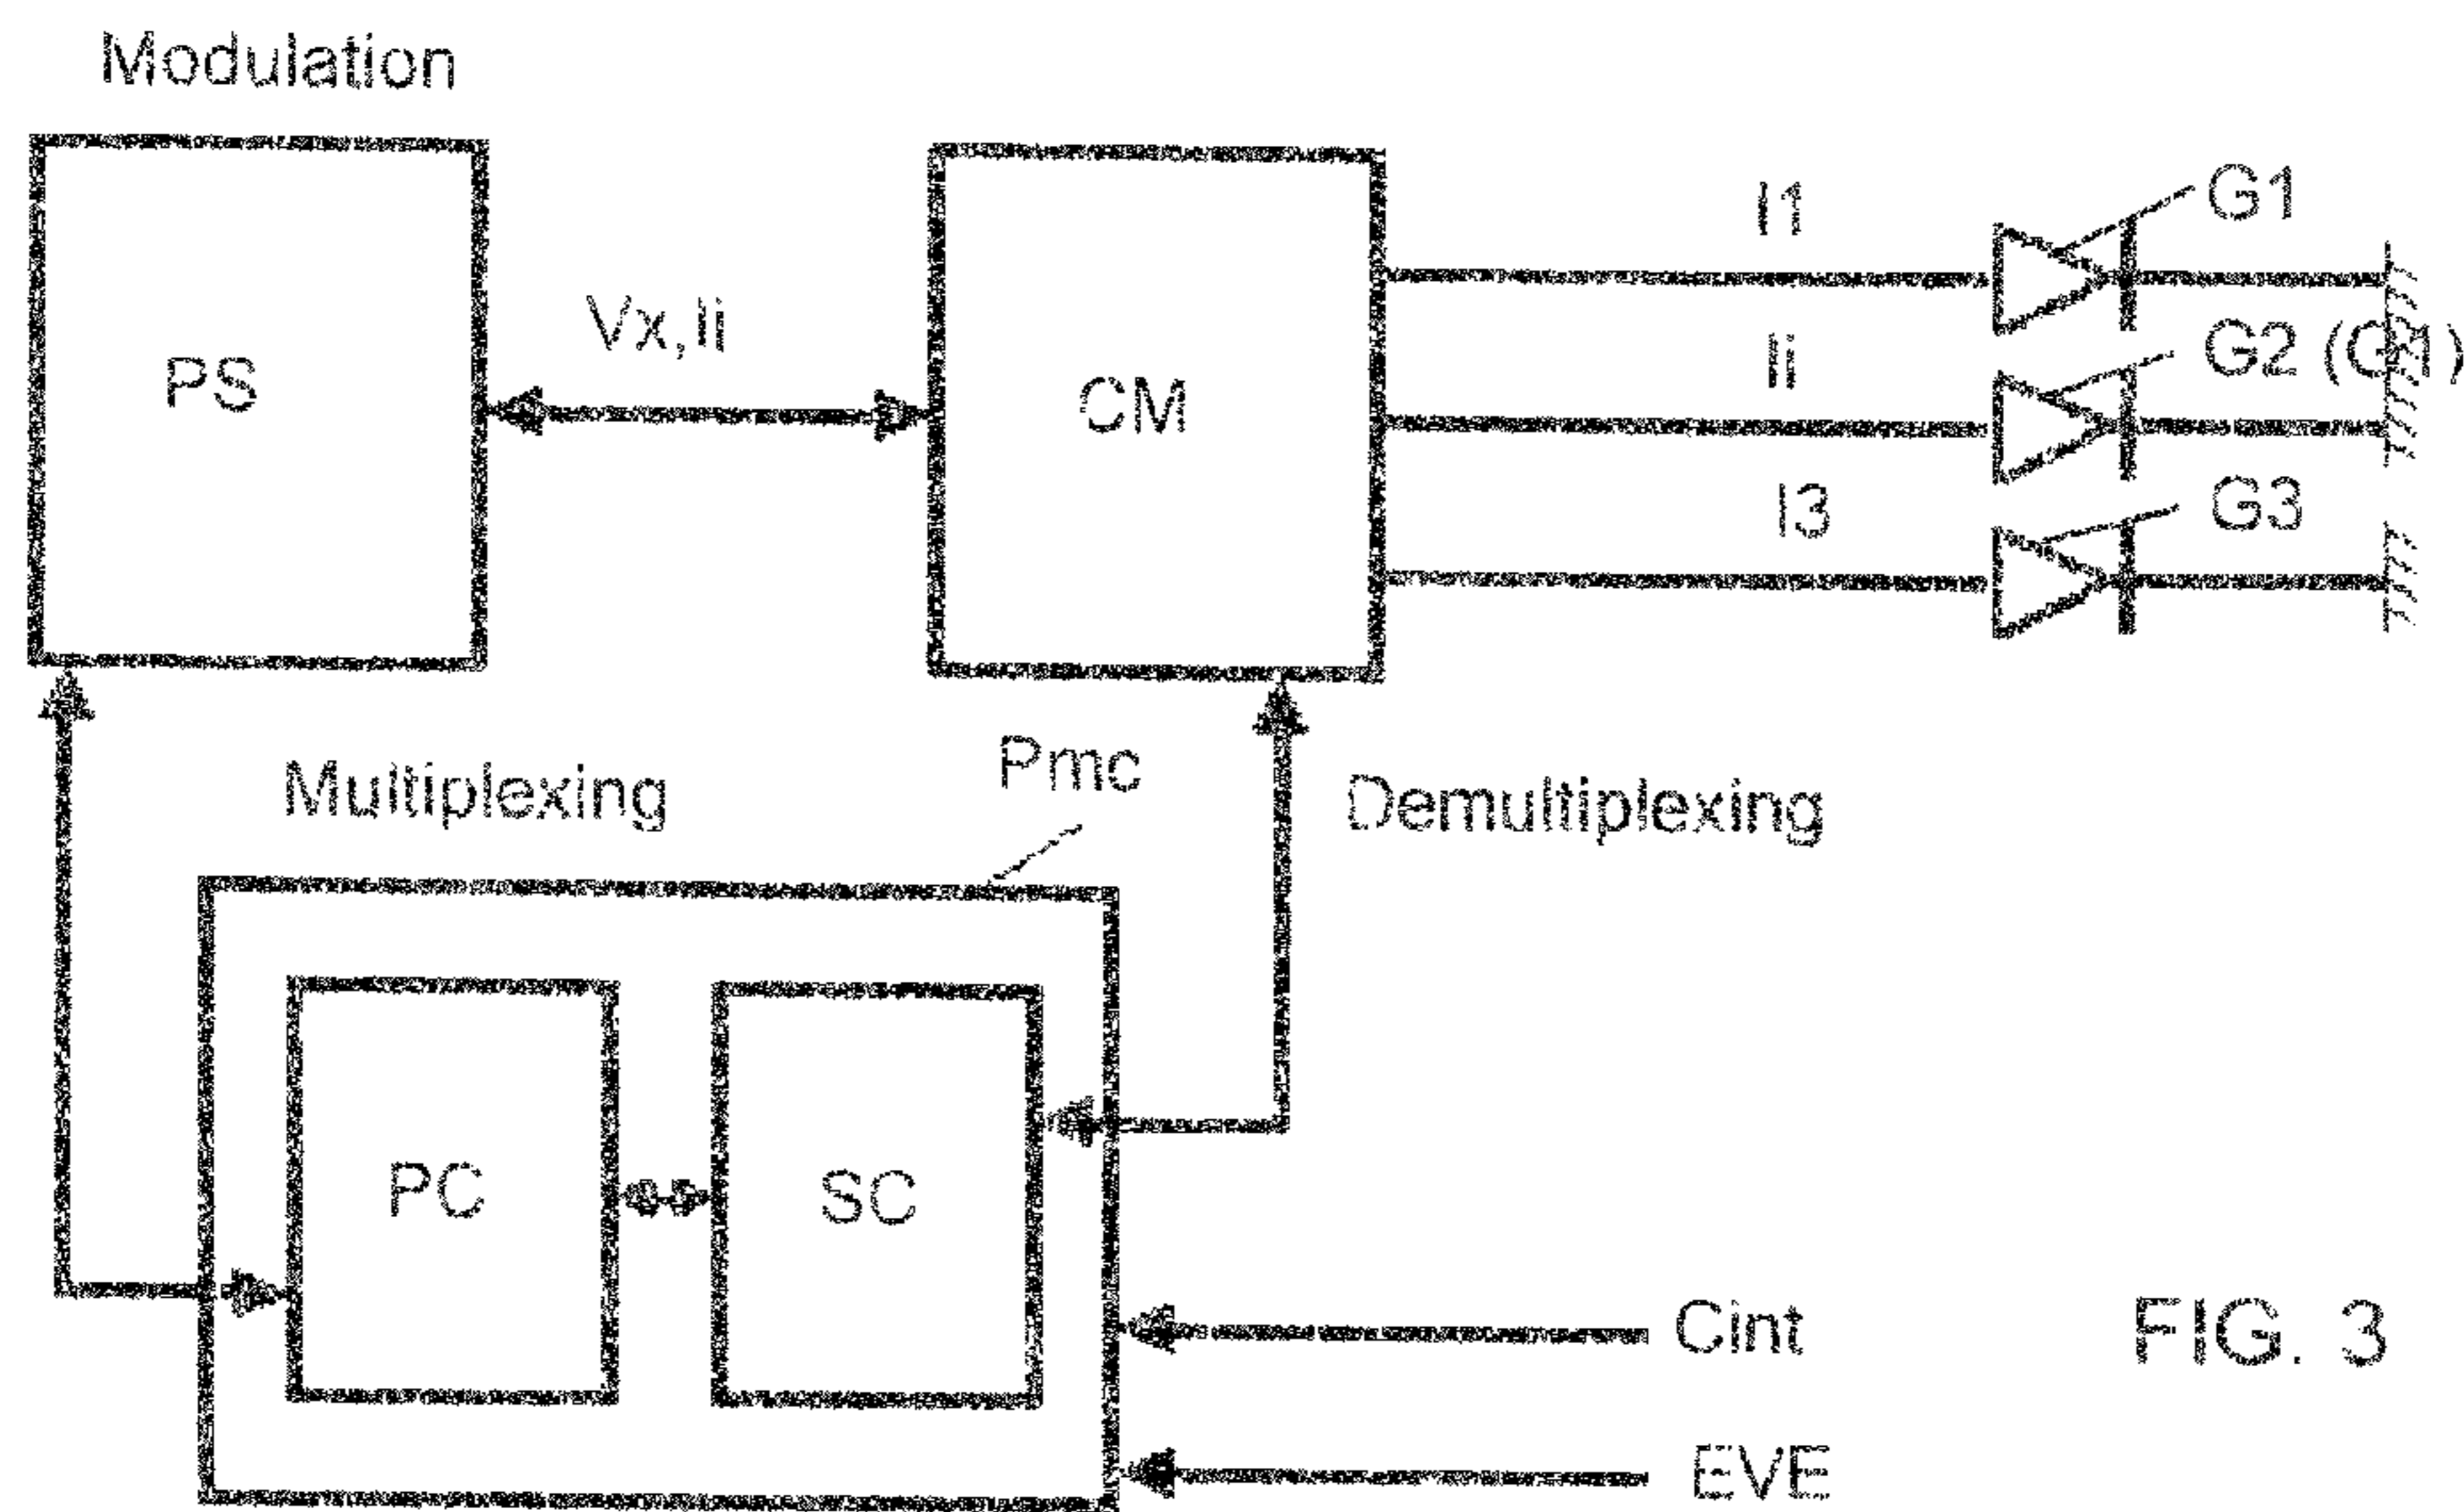 Modulation
PS
Vx,Ii
CM
I1
G1
Ii
G2 (G1)
I3
G3
Multiplexing
Pmc
Demultiplexing
PC
SC
Cint
EVE
FIG. 3